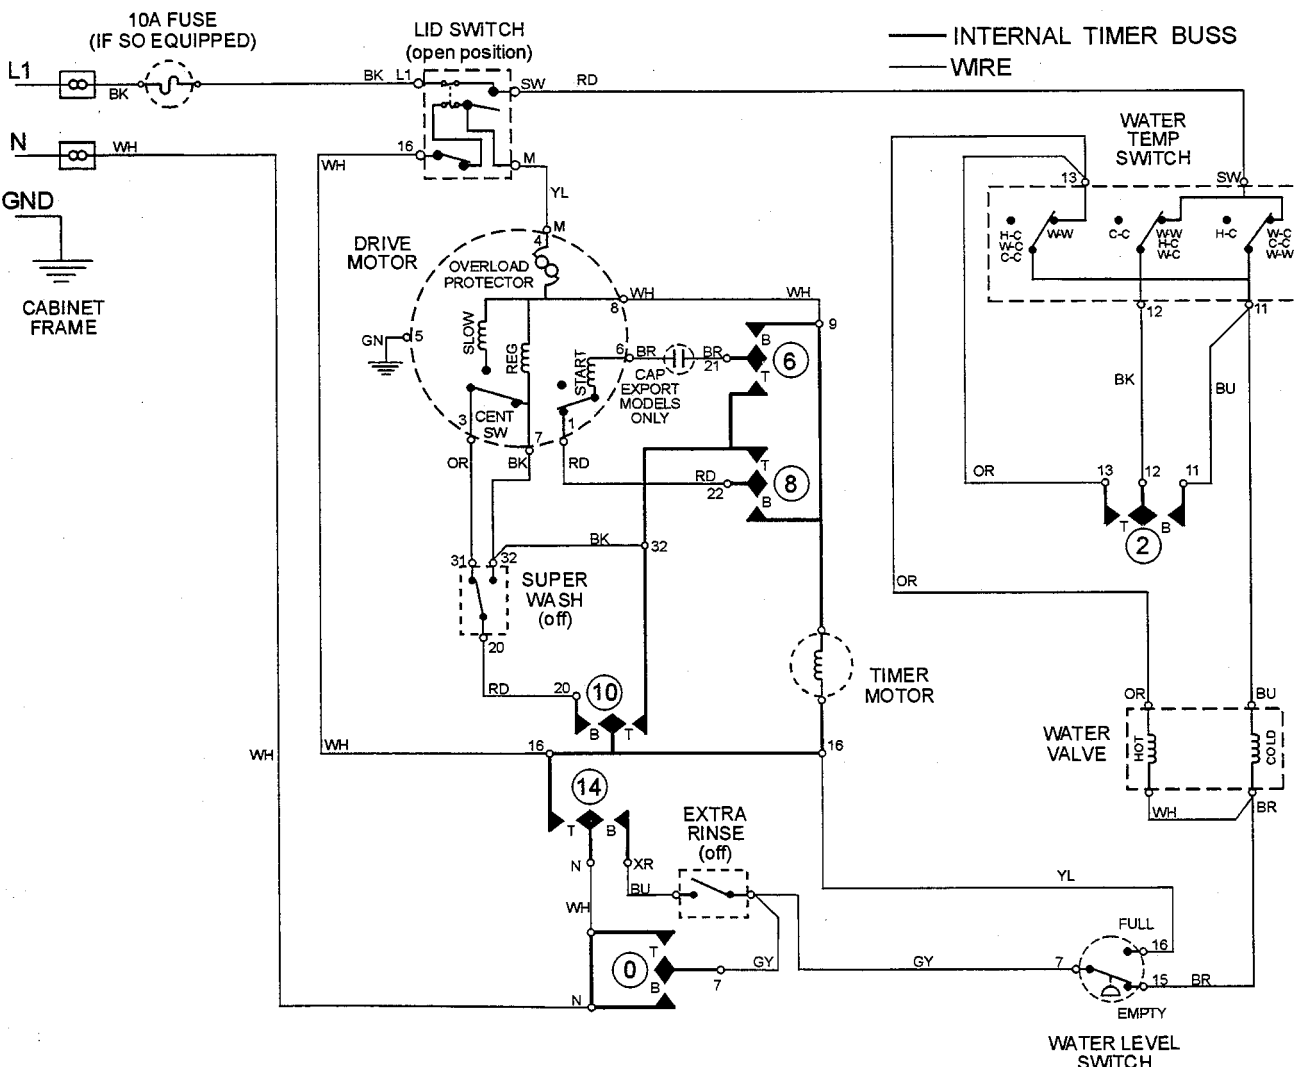 10A FUSE
(IF SO EQUIPPED)
LID SWITCH
(open position)
INTERNAL TIMER BUSS
WIRE
L1
BK
BK
L1
SW
RD
N
WH
16
WH
M
YL
WATER
TEMP
SWITCH
GND
CABINET
FRAME
13
SW
H-C
W-C
C-C
W-W
C-C
W-W
H-C
W-C
H-C
W-C
C-C
W-W
12
11
DRIVE
MOTOR
M
4
OVERLOAD
PROTECTOR
8
WH
WH
9
GN
5
SLOW
REG
START
6
BR
BR
21
B
6
T
CAP
EXPORT
MODELS
ONLY
3
CENT
SW
7
1
OR
BK
RD
BK
BU
RD
22
T
8
B
OR
13
12
11
T
B
2
BK
32
31
32
SUPER
WASH
(off)
20
OR
RD
20
10
B
T
TIMER
MOTOR
OR
BU
WATER
VALVE
HOT
COLD
WH
BR
WH
WH
16
16
14
T
B
N
XR
EXTRA
RINSE
(off)
BU
WH
YL
FULL
16
T
0
B
GY
7
GY
7
15
BR
N
EMPTY
WATER LEVEL
SWITCH